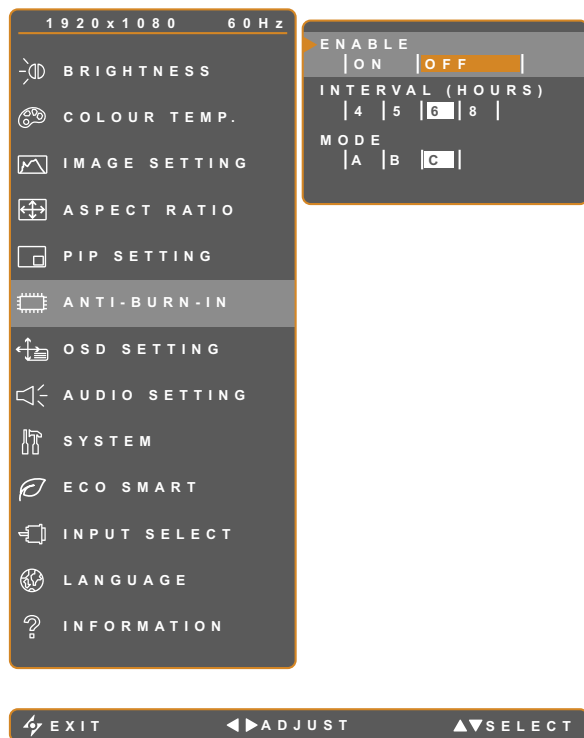 1920x1080 60Hz
BRIGHTNESS
COLOUR TEMP.
IMAGE SETTING
ASPECT RATIO
PIP SETTING
ANTI-BURN-IN
OSD SETTING
AUDIO SETTING
SYSTEM
ECO SMART
INPUT SELECT
LANGUAGE
INFORMATION
ENABLE
ON OFF
INTERVAL (HOURS)
4 5 6 8
MODE
A B C
EXIT ADJUST SELECT